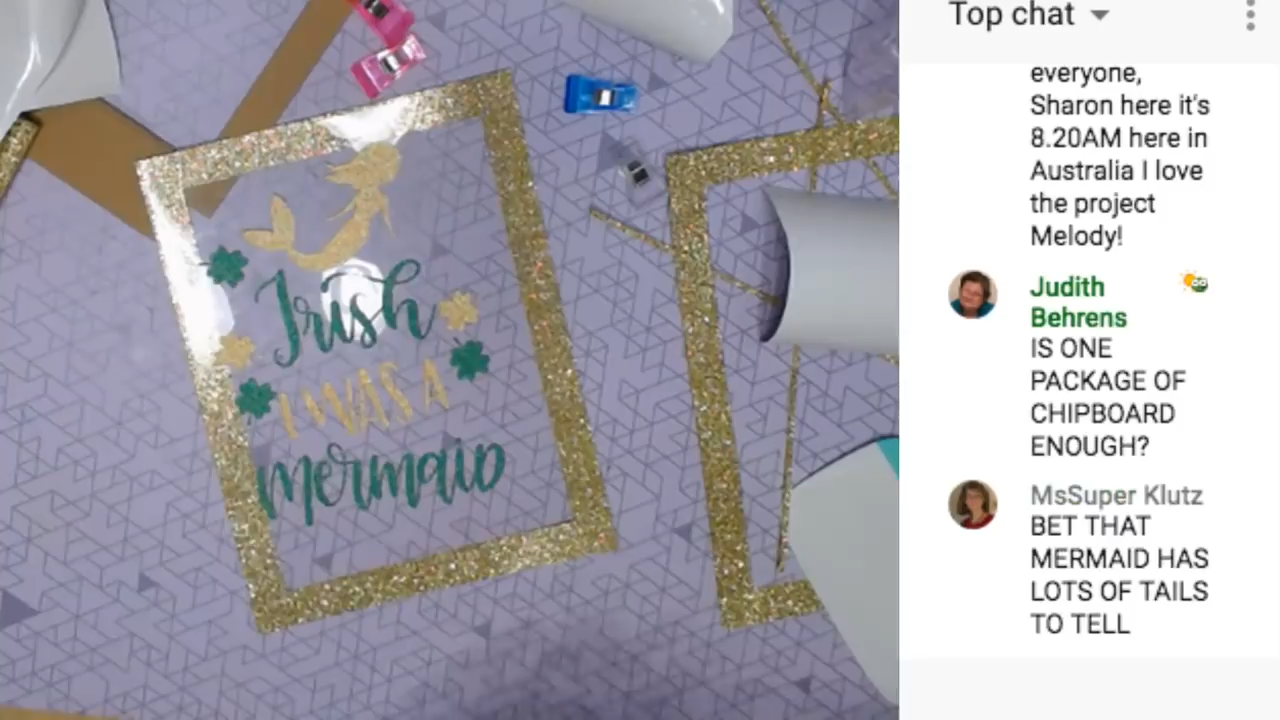 Irish
I WAS A
mermaid
Top chat
everyone,
Sharon here it's
8.20AM here in
Australia I love
the project
Melody!
Judith
Behrens
IS ONE
PACKAGE OF
CHIPBOARD
ENOUGH?
MsSuper Klutz
BET THAT
MERMAID HAS
LOTS OF TAILS
TO TELL